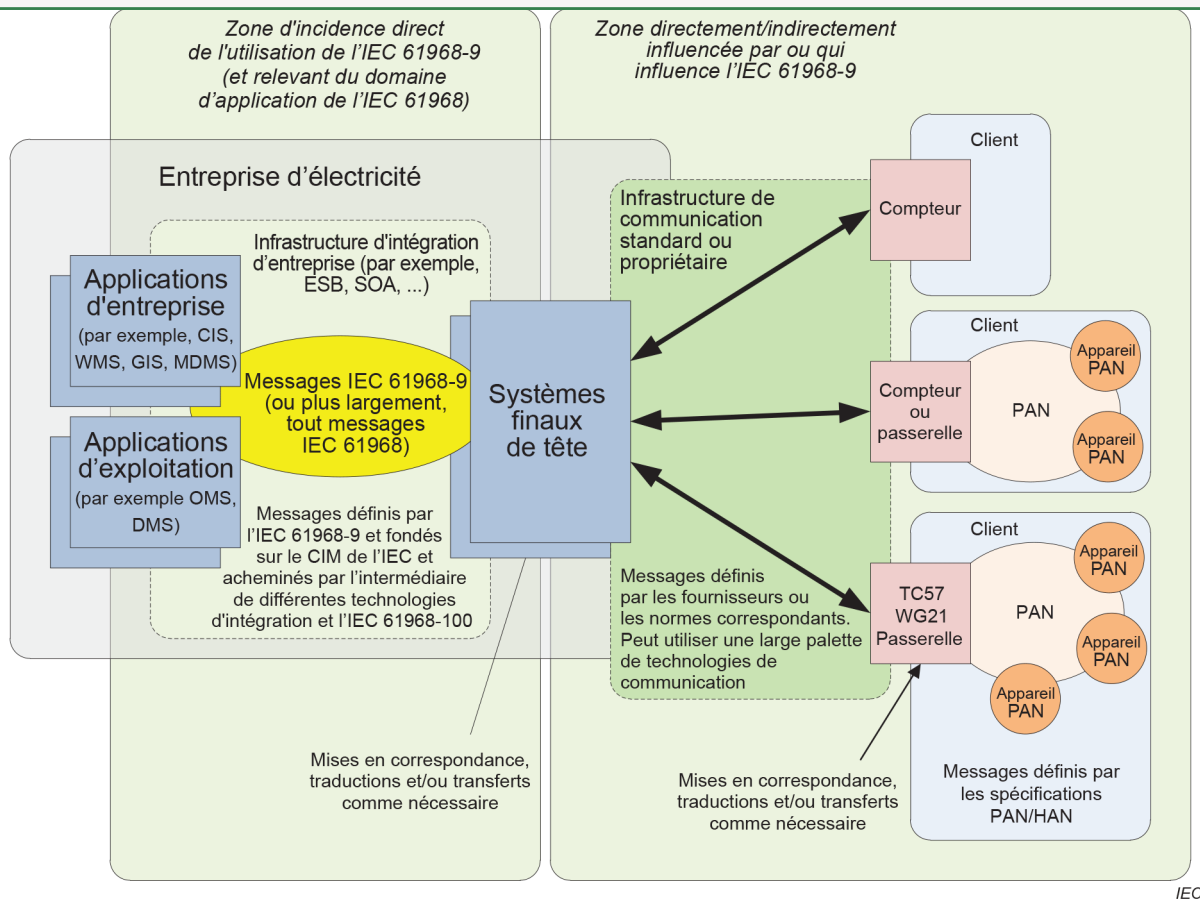 Zone d'incidence direct
de l'utilisation de l’IEC 61968-9
(et relevant du domaine
d’application de l’IEC 61968)
Zone directement/indirectement
influencée par ou qui
influence l’IEC 61968-9
Entreprise d’électricité
Infrastructure d'intégration
d’entreprise (par exemple,
ESB, SOA, ...)
Applications
d'entreprise
(par exemple, CIS,
WMS, GIS, MDMS)
Messages IEC 61968-9
(ou plus largement,
tout messages
IEC 61968)
Applications
d’exploitation
(par exemple OMS,
DMS)
Messages définis par
l’IEC 61968-9 et fondés
sur le CIM de l’IEC et
acheminés par l’intermédiaire
de différentes technologies
d'intégration et l’IEC 61968-100
Systèmes
finaux
de tête
Mises en correspondance,
traductions et/ou transferts
comme nécessaire
Infrastructure de
communication
standard ou
propriétaire
Messages définis
par les fournisseurs ou
les normes correspondants.
Peut utiliser une large palette
de technologies de
communication
Client
Compteur
Client
Compteur
ou
passerelle
PAN
Appareil
PAN
Appareil
PAN
Client
TC57
WG21
Passerelle
PAN
Appareil
PAN
Appareil
PAN
Appareil
PAN
Messages définis par
les spécifications
PAN/HAN
Mises en correspondance,
traductions et/ou transferts
comme nécessaire
IEC